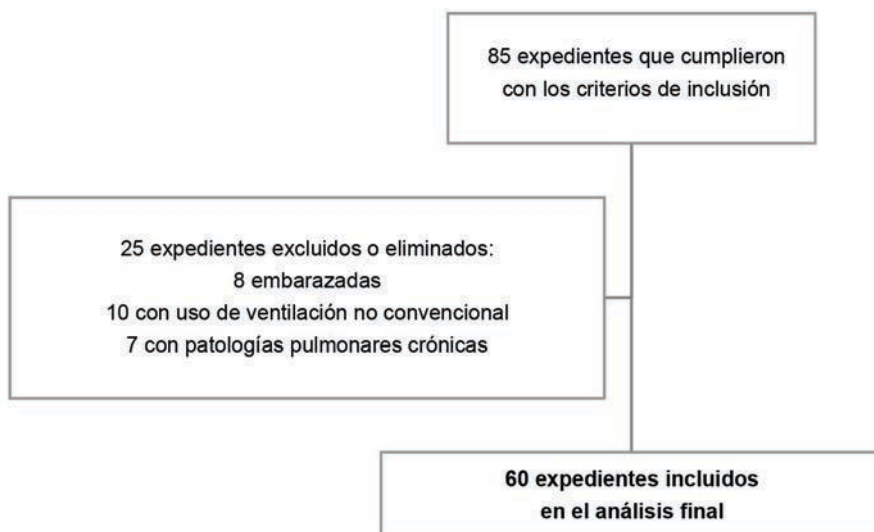 85 expedientes que cumplieron
con los criterios de inclusión
25 expedientes excluidos o eliminados:
8 embarazadas
10 con uso de ventilación no convencional
7 con patologías pulmonares crónicas
60 expedientes incluidos
en el análisis final